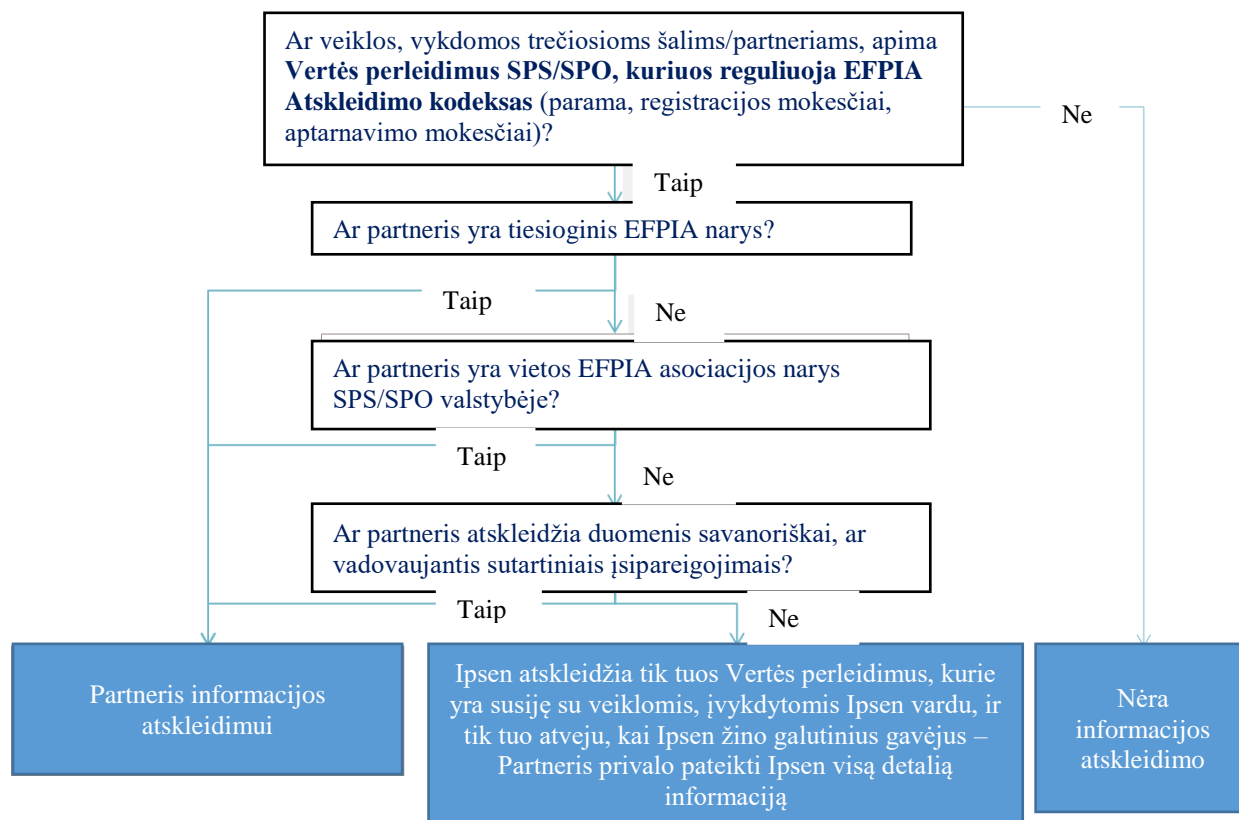 Ar veiklos, vykdomos trečiosioms šalims/partneriams, apima
Vertės perleidimus SPS/SPO, kuriuos reguliuoja EFPIA
Atskleidimo kodeksas (parama, registracijos mokesčiai,
aptarnavimo mokesčiai)?
Ne
Taip
Ar partneris yra tiesioginis EFPIA narys?
Taip
Ne
Ar partneris yra vietos EFPIA asociacijos narys
SPS/SPO valstybėje?
Taip
Ne
Ar partneris atskleidžia duomenis savanoriškai, ar
vadovaujantis sutartiniais įsipareigojimais?
Taip
Ne
Partneris informacijos
atskleidimui
Ipsen atskleidžia tik tuos Vertės perleidimus, kurie
yra susiję su veiklomis, įvykdytomis Ipsen vardu, ir
tik tuo atveju, kai Ipsen žino galutinius gavėjus –
Partneris privalo pateikti Ipsen visą detalią
informaciją
Nėra
informacijos
atskleidimo